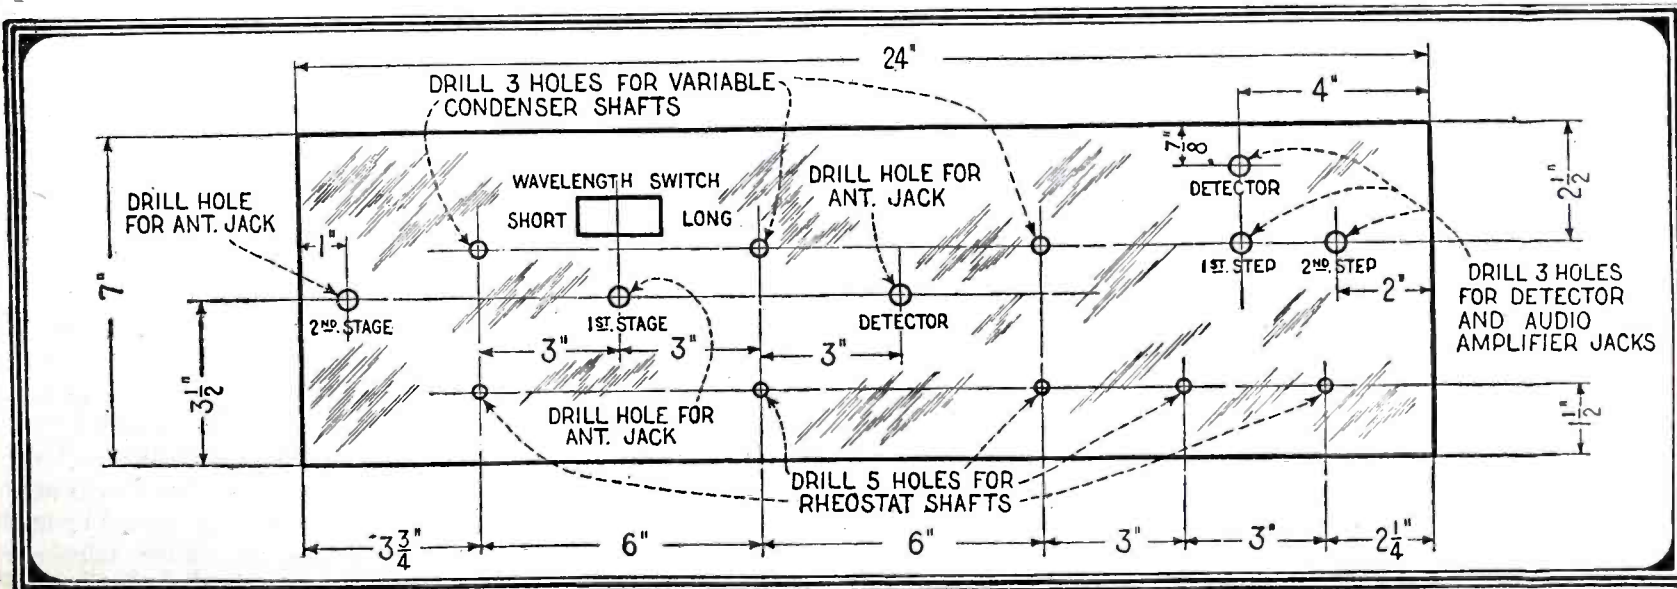 24"
DRILL 3 HOLES FOR VARIABLE
CONDENSER SHAFTS
4"
7/8"
DETECTOR
2 1/2"
DRILL HOLE
FOR ANT. JACK
WAVELENGTH SWITCH
SHORT LONG
DRILL HOLE FOR
ANT. JACK
1"
1ST. STEP 2ND. STEP
2"
DRILL 3 HOLES
FOR DETECTOR
AND AUDIO
AMPLIFIER JACKS
7"
2ND. STAGE
1ST. STAGE
DETECTOR
3" 3" 3"
3 1/2"
DRILL HOLE FOR
ANT. JACK
1 1/2"
DRILL 5 HOLES FOR
RHEOSTAT SHAFTS
3 3/4" 6" 6" 3" 3" 2 1/4"